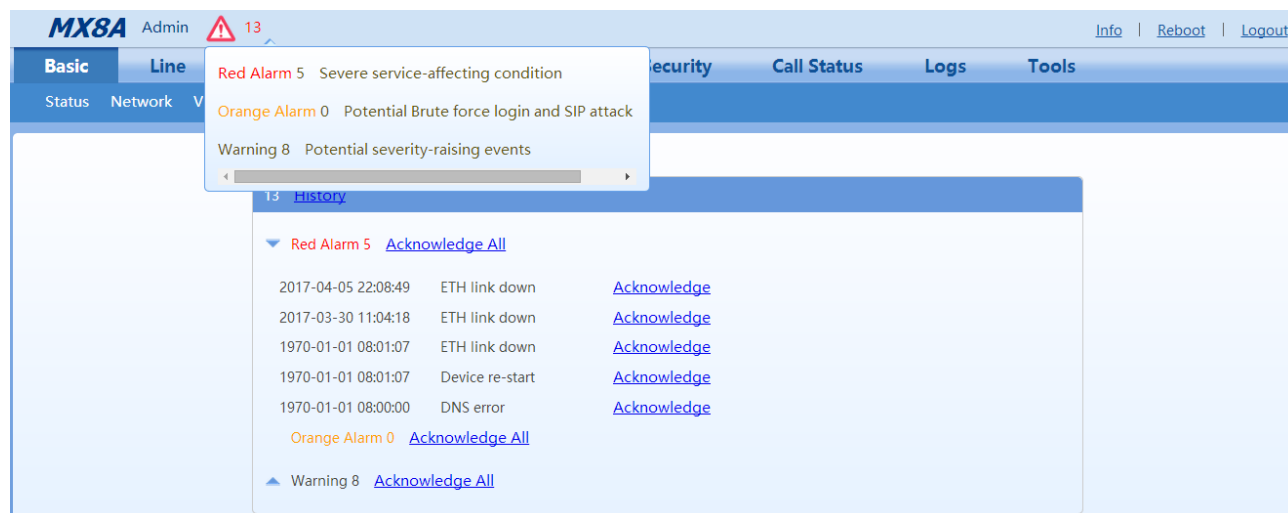 MX8A Admin 13 Info | Reboot | Logout
Basic Line Security Call Status Logs Tools
Status Network V
Red Alarm 5 Severe service-affecting condition
Orange Alarm 0 Potential Brute force login and SIP attack
Warning 8 Potential severity-raising events
13 History
Red Alarm 5 Acknowledge All
2017-04-05 22:08:49 ETH link down Acknowledge
2017-03-30 11:04:18 ETH link down Acknowledge
1970-01-01 08:01:07 ETH link down Acknowledge
1970-01-01 08:01:07 Device re-start Acknowledge
1970-01-01 08:00:00 DNS error Acknowledge
Orange Alarm 0 Acknowledge All
Warning 8 Acknowledge All